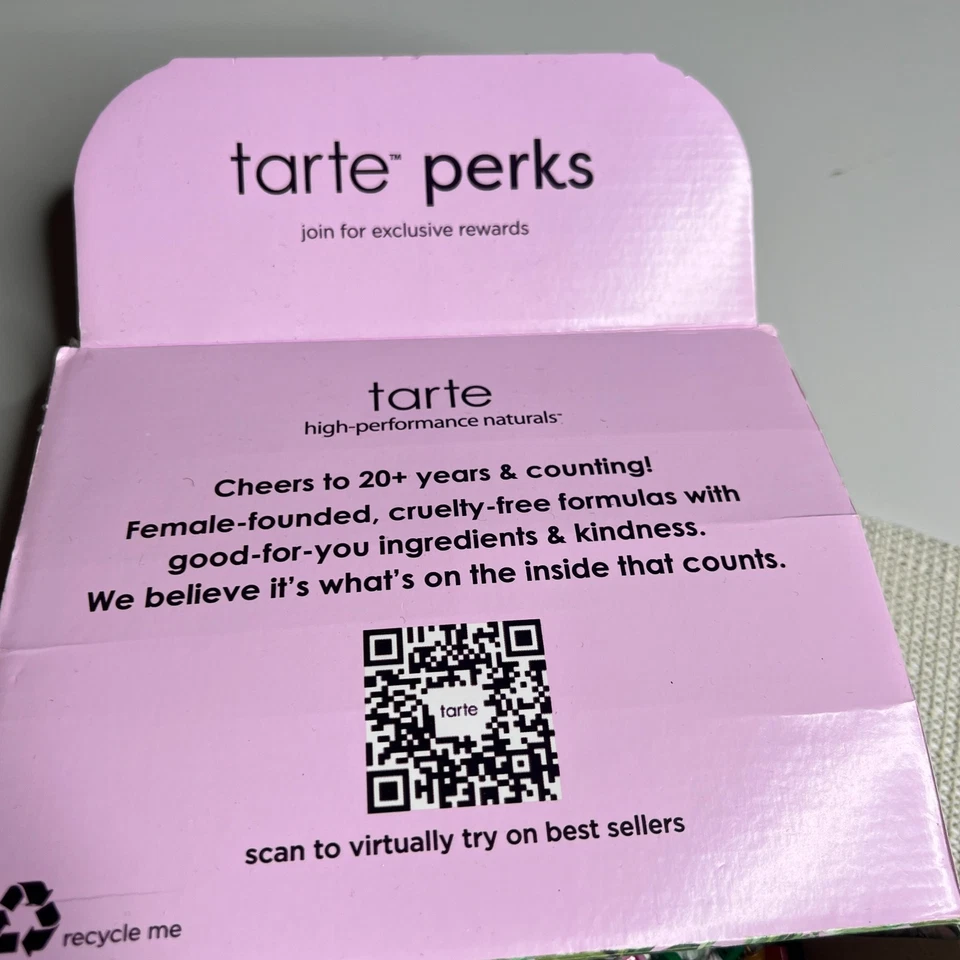 tarte™ perks
join for exclusive rewards
tarte
high-performance naturals™
Cheers to 20+ years & counting!
Female-founded, cruelty-free formulas with
good-for-you ingredients & kindness.
We believe it's what's on the inside that counts.
tarte
scan to virtually try on best sellers
recycle me